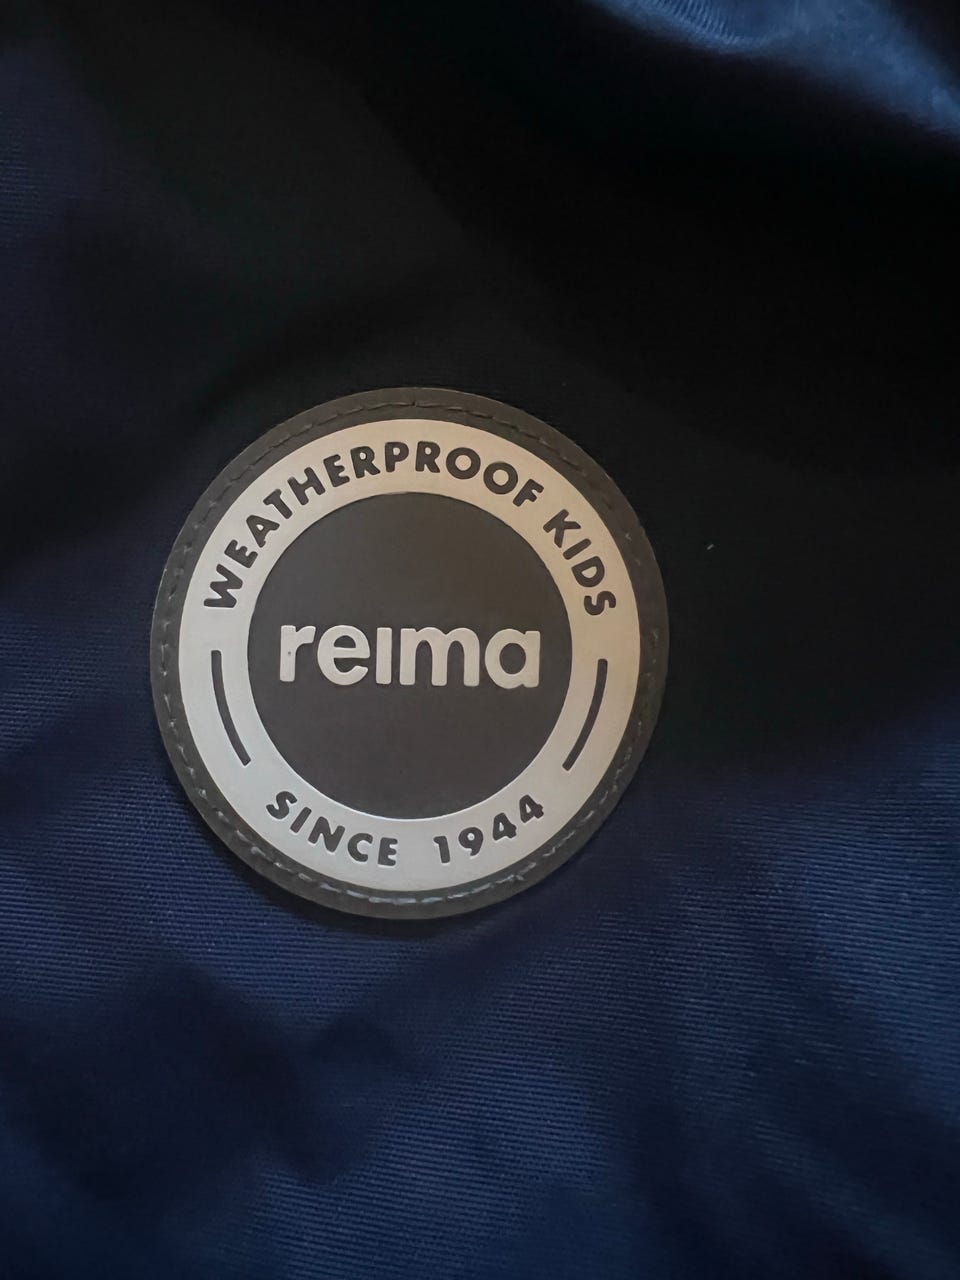 WEATHERPROOF KIDS
reima
SINCE 1944